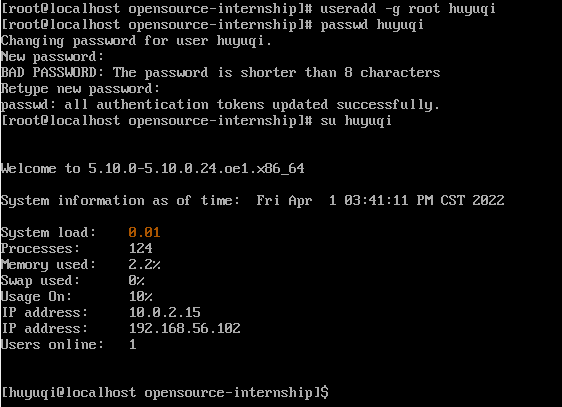 [root@localhost opensource-internship]# useradd -g root huyuqi
[root@localhost opensource-internship]# passwd huyuqi
Changing password for user huyuqi.
New password:
BAD PASSWORD: The password is shorter than 8 characters
Retype new password:
passwd: all authentication tokens updated successfully.
[root@localhost opensource-internship]# su huyuqi
Welcome to 5.10.0-5.10.0.24.oe1.x86_64
System information as of time:  Fri Apr  1 03:41:11 PM CST 2022
System load:    0.01
Processes:      124
Memory used:    2.2%
Swap used:      0%
Usage On:       10%
IP address:     10.0.2.15
IP address:     192.168.56.102
Users online:   1
[huyuqi@localhost opensource-internship]$